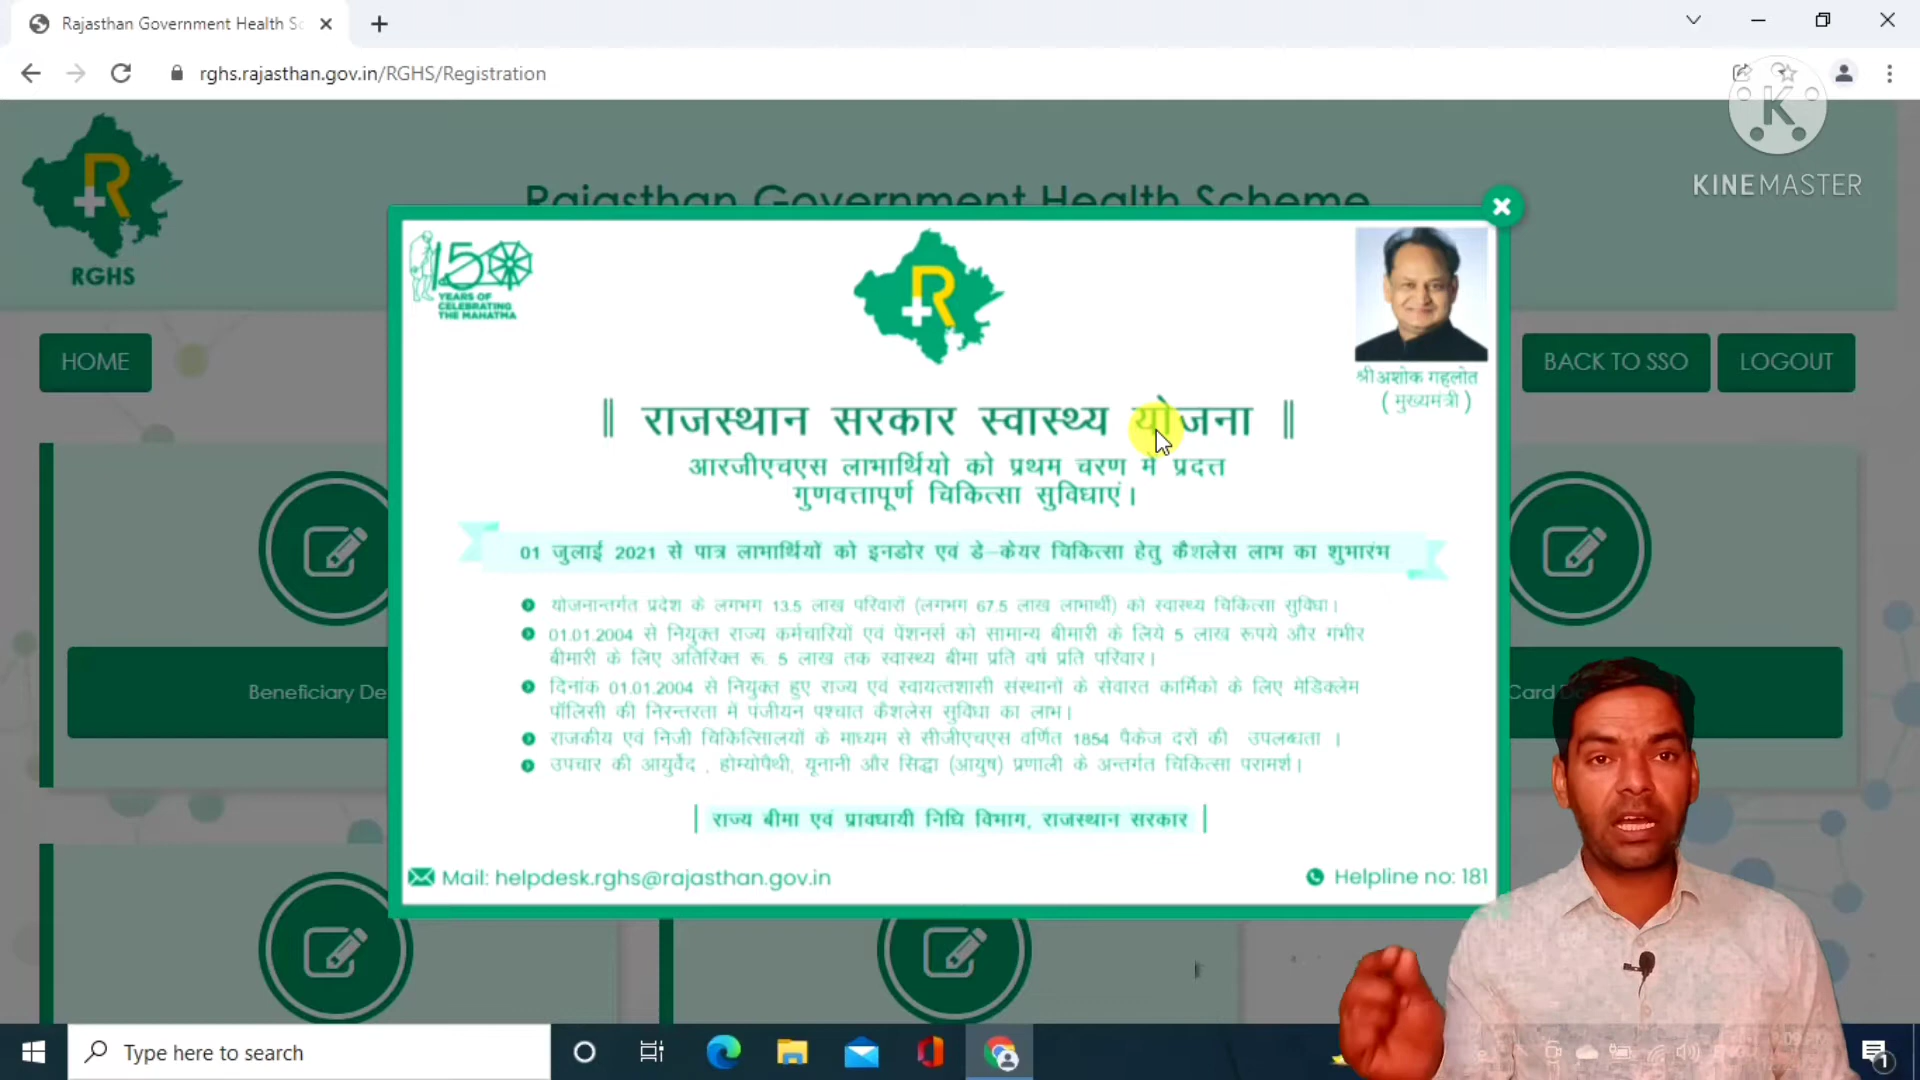 Rajasthan Government Health Sc
rghs.rajasthan.gov.in/RGHS/Registration
K
KINEMASTER
R
RGHS
Rajasthan Government Health Scheme
150
YEARS OF
CELEBRATING
THE MAHATMA
R
श्री अशोक गहलोत
( मुख्यमंत्री )
HOME
BACK TO SSO
LOGOUT
॥ राजस्थान सरकार स्वास्थ्य योजना ॥
आरजीएचएस लाभार्थियो को प्रथम चरण मे प्रदत्त
गुणवत्तापूर्ण चिकित्सा सुविधाएं।
01 जुलाई 2021 से पात्र लाभार्थियों को इनडोर एवं डे–केयर चिकित्सा हेतु कैशलेस लाभ का शुभारंभ
योजनान्तर्गत प्रदेश के लगभग 13.5 लाख परिवारों (लगभग 67.5 लाख लाभार्थी) को स्वास्थ्य चिकित्सा सुविधा।
01.01.2004 से नियुक्त राज्य कर्मचारियों एवं पेंशनर्स को सामान्य बीमारी के लिये 5 लाख रूपये और गंभीर
बीमारी के लिए अतिरिक्त रू. 5 लाख तक स्वास्थ्य बीमा प्रति वर्ष प्रति परिवार।
दिनांक 01.01.2004 से नियुक्त हुए राज्य एवं स्वायत्तशासी संस्थानों के सेवारत कार्मिको के लिए मेडिक्लेम
पॉलिसी की निरन्तरता में पंजीयन पश्चात कैशलेस सुविधा का लाभ।
राजकीय एवं निजी चिकित्सालयों के माध्यम से सीजीएचएस वर्णित 1854 पैकेज दरों की उपलब्धता ।
उपचार की आयुर्वेद , होम्योपैथी, यूनानी और सिद्धा (आयुष) प्रणाली के अन्तर्गत चिकित्सा परामर्श।
Beneficiary De
Card
| राज्य बीमा एवं प्रावधायी निधि विभाग, राजस्थान सरकार |
Mail: helpdesk.rghs@rajasthan.gov.in
Helpline no: 181
Type here to search
1